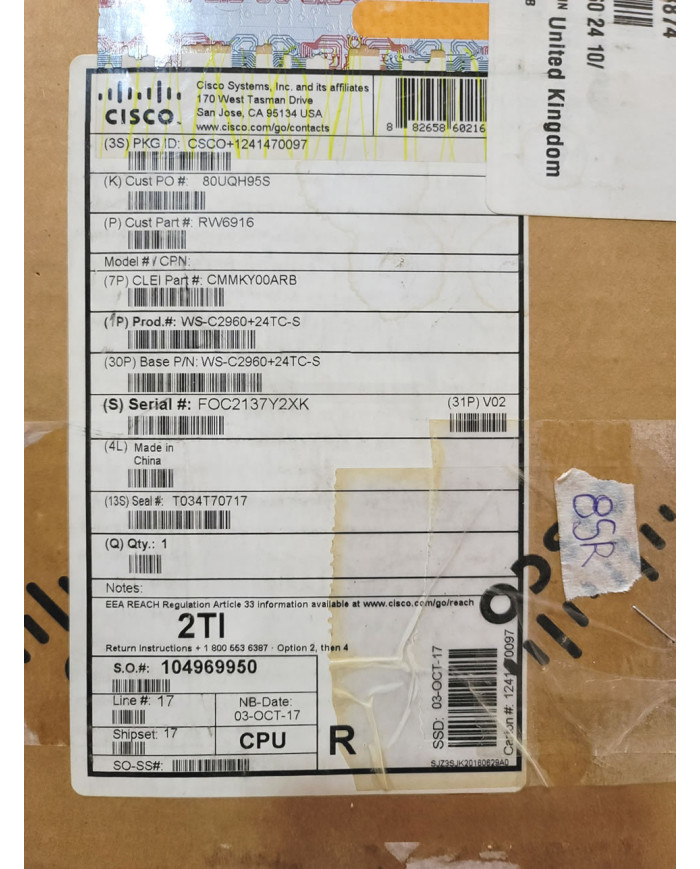 CISCO.
Cisco Systems, Inc. and its affiliates
170 West Tasman Drive
San Jose, CA 95134 USA
www.cisco.com/go/contacts
8 82658 60216
(3S) PKG ID: CSCO+1241470097
(K) Cust PO #: 80UQH95S
(P) Cust Part #: RW6916
Model # / CPN:
(7P) CLEI Part #: CMMKY00ARB
(1P) Prod.#: WS-C2960+24TC-S
(30P) Base P/N: WS-C2960+24TC-S
(S) Serial #: FOC2137Y2XK
(31P) V02
(4L) Made in
China
(13S) Seal #: T034T70717
(Q) Qty.: 1
Notes:
EEA REACH Regulation Article 33 information available at www.cisco.com/go/reach
2TI
Return Instructions + 1 800 553 6387 · Option 2, then 4
S.O.#: 104969950
Line #: 17
NB-Date:
03-OCT-17
Shipset: 17
CPU
SO-SS#:
R
SSD: 03-OCT-17
SJZ3SJK20160629A0
United Kingdom
60 24 10/
85R